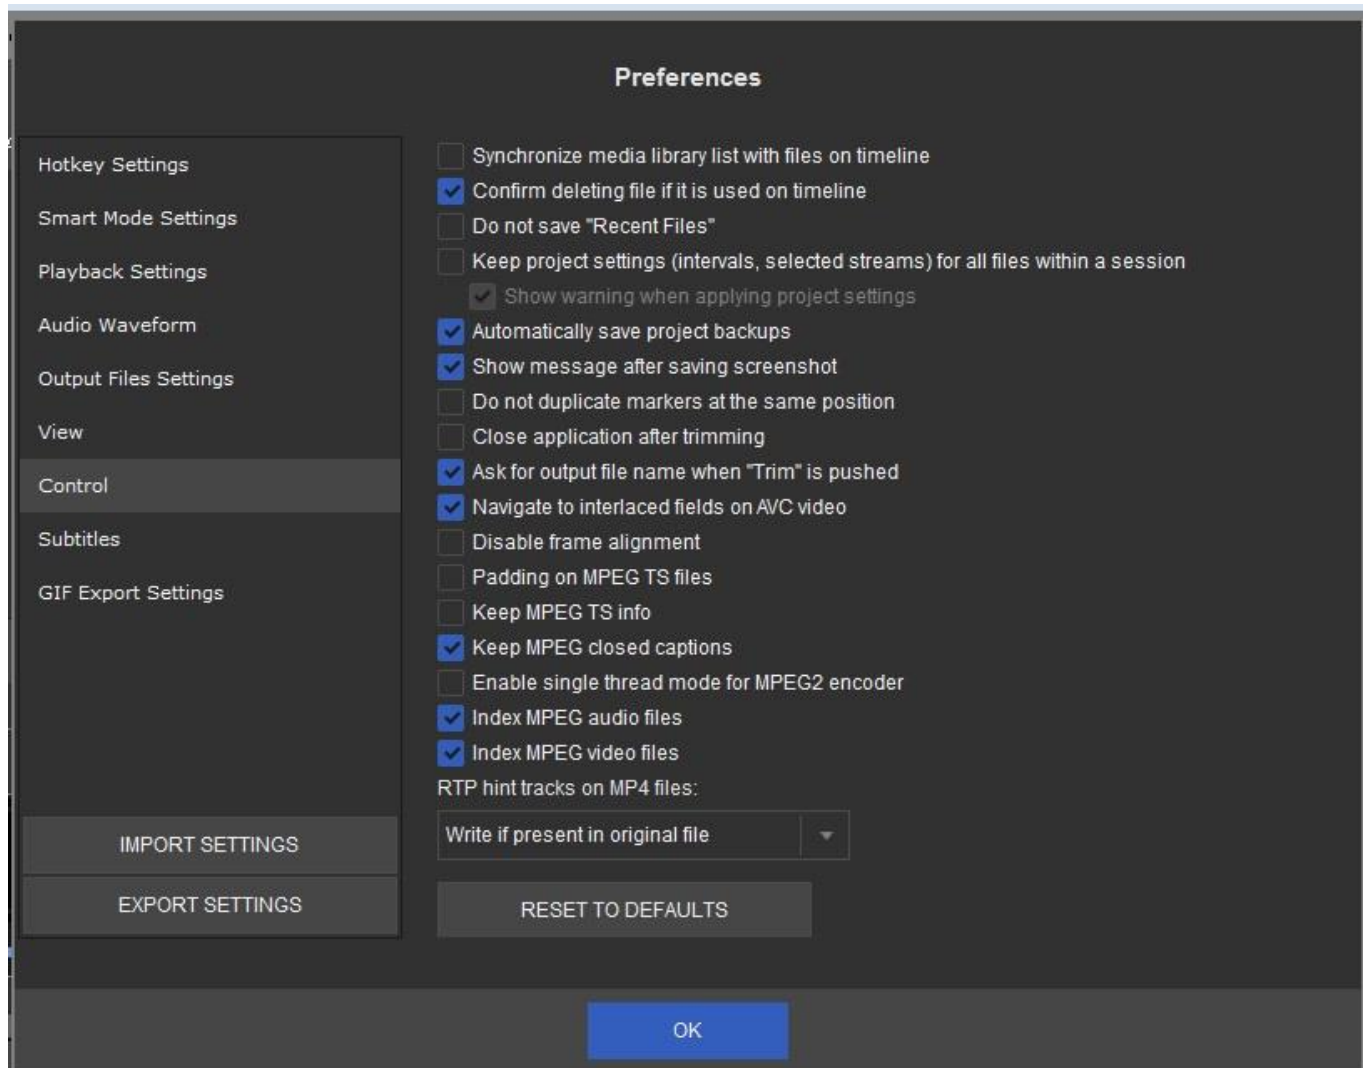 Preferences
Hotkey Settings
Smart Mode Settings
Playback Settings
Audio Waveform
Output Files Settings
View
Control
Subtitles
GIF Export Settings
IMPORT SETTINGS
EXPORT SETTINGS
Synchronize media library list with files on timeline
Confirm deleting file if it is used on timeline
Do not save "Recent Files"
Keep project settings (intervals, selected streams) for all files within a session
Show warning when applying project settings
Automatically save project backups
Show message after saving screenshot
Do not duplicate markers at the same position
Close application after trimming
Ask for output file name when "Trim" is pushed
Navigate to interlaced fields on AVC video
Disable frame alignment
Padding on MPEG TS files
Keep MPEG TS info
Keep MPEG closed captions
Enable single thread mode for MPEG2 encoder
Index MPEG audio files
Index MPEG video files
RTP hint tracks on MP4 files:
Write if present in original file
RESET TO DEFAULTS
OK